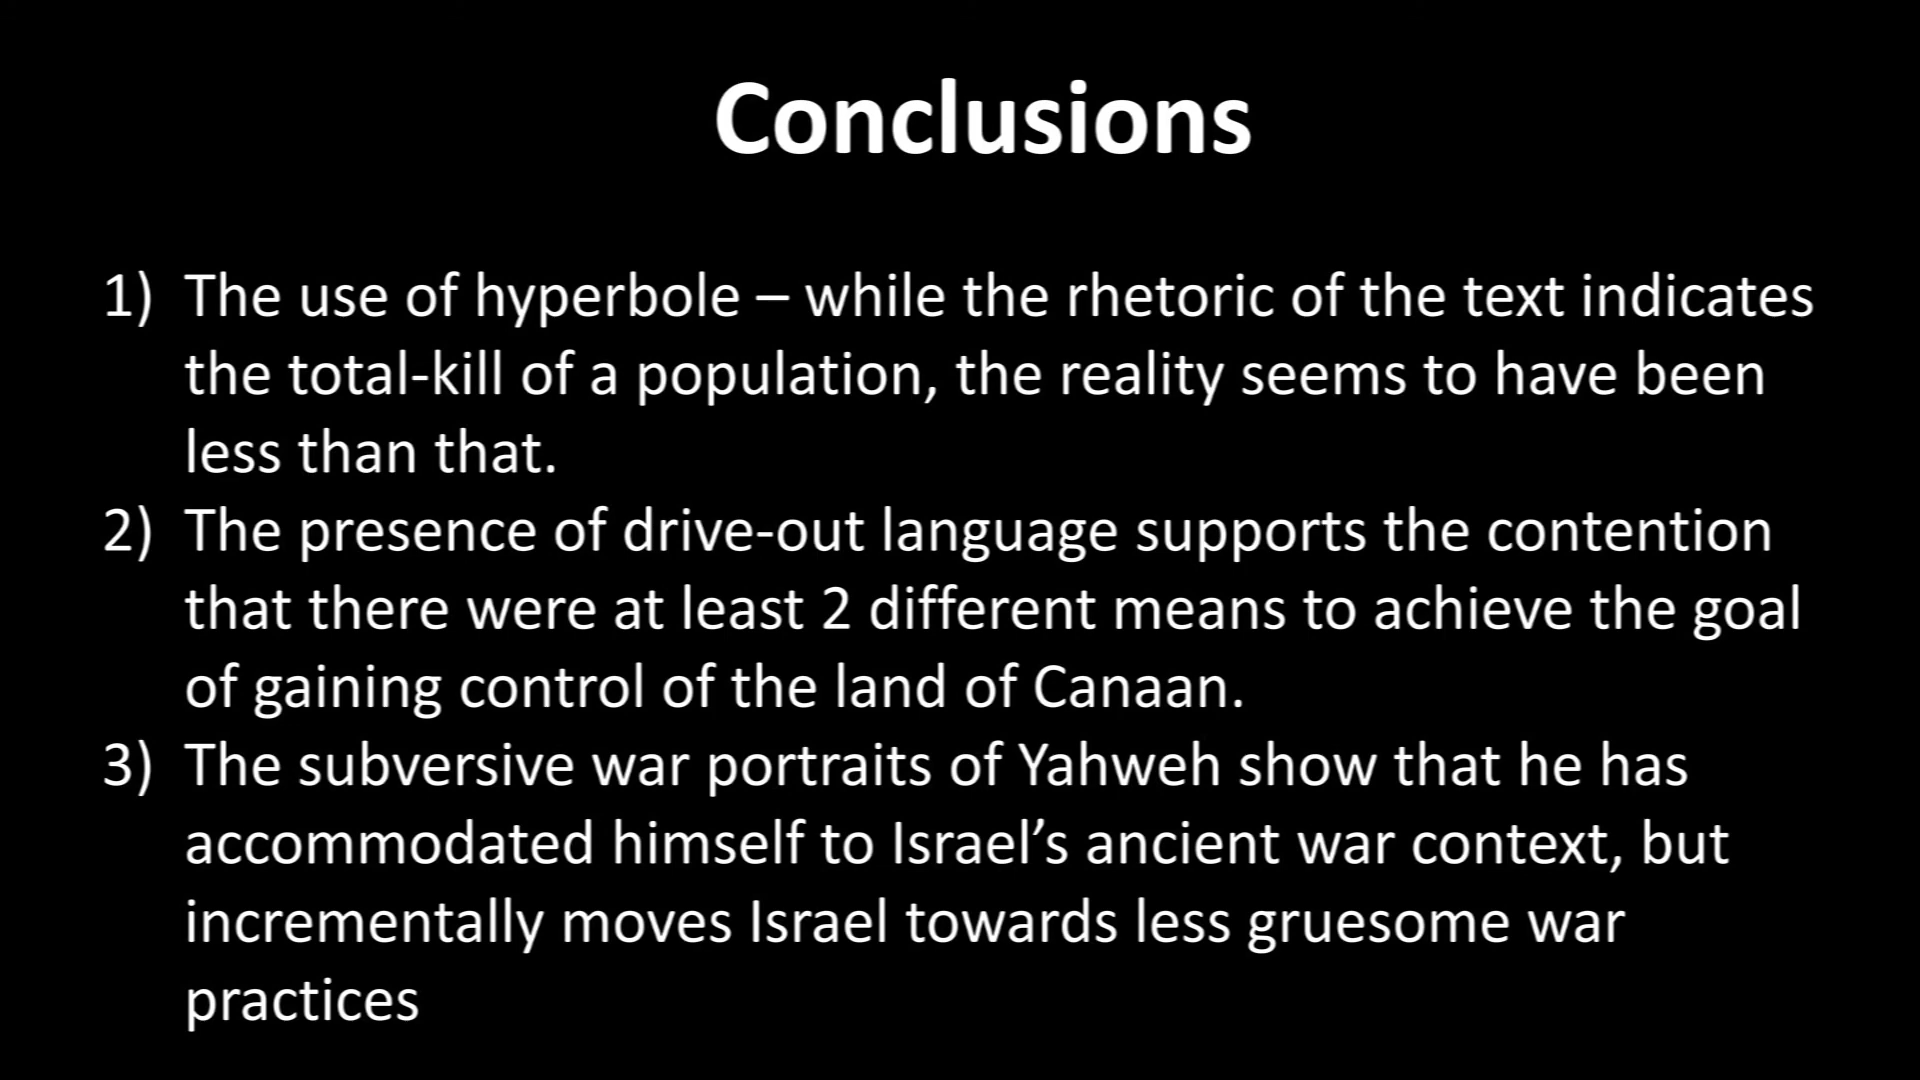 Conclusions
1) The use of hyperbole – while the rhetoric of the text indicates
the total-kill of a population, the reality seems to have been
less than that.
2) The presence of drive-out language supports the contention
that there were at least 2 different means to achieve the goal
of gaining control of the land of Canaan.
3) The subversive war portraits of Yahweh show that he has
accommodated himself to Israel’s ancient war context, but
incrementally moves Israel towards less gruesome war
practices